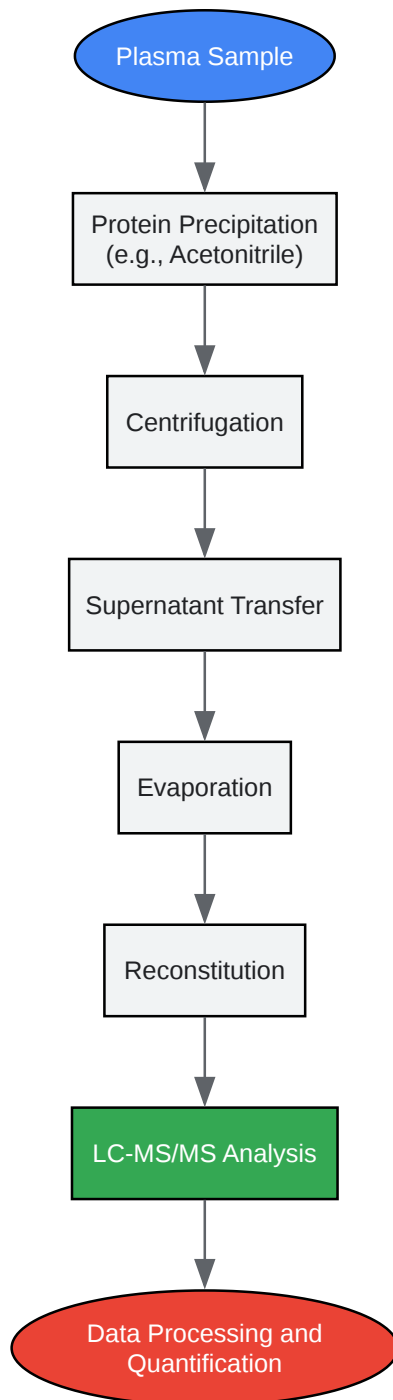 Plasma Sample
Protein Precipitation
(e.g., Acetonitrile)
Centrifugation
Supernatant Transfer
Evaporation
Reconstitution
LC-MS/MS Analysis
Data Processing and
Quantification